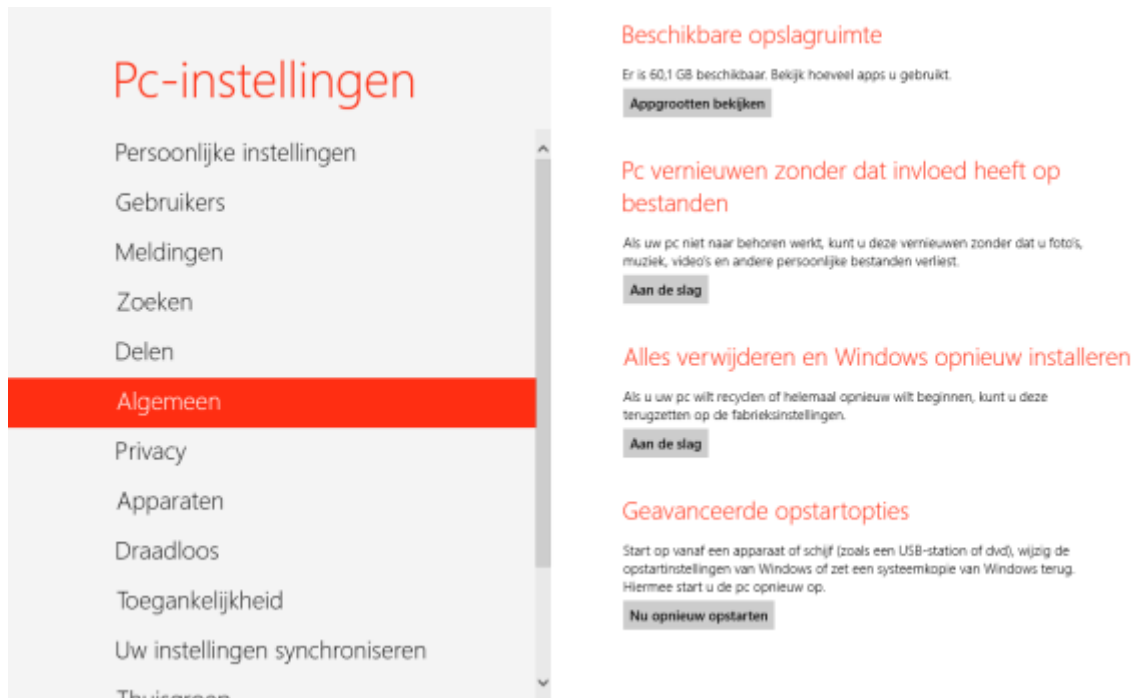 Pc-instellingen
Persoonlijke instellingen
Gebruikers
Meldingen
Zoeken
Delen
Algemeen
Privacy
Apparaten
Draadloos
Toegankelijkheid
Uw instellingen synchroniseren
Thuisgroep
Beschikbare opslagruimte
Er is 60,1 GB beschikbaar. Bekijk hoeveel apps u gebruikt.
Appgrootten bekijken
Pc vernieuwen zonder dat invloed heeft op
bestanden
Als uw pc niet naar behoren werkt, kunt u deze vernieuwen zonder dat u foto's,
muziek, video's en andere persoonlijke bestanden verliest.
Aan de slag
Alles verwijderen en Windows opnieuw installeren
Als u uw pc wilt recyclen of helemaal opnieuw wilt beginnen, kunt u deze
terugzetten op de fabrieksinstellingen.
Aan de slag
Geavanceerde opstartopties
Start op vanaf een apparaat of schijf (zoals een USB-station of dvd), wijzig de
opstartinstellingen van Windows of zet een systeemkopie van Windows terug.
Hiermee start u de pc opnieuw op.
Nu opnieuw opstarten